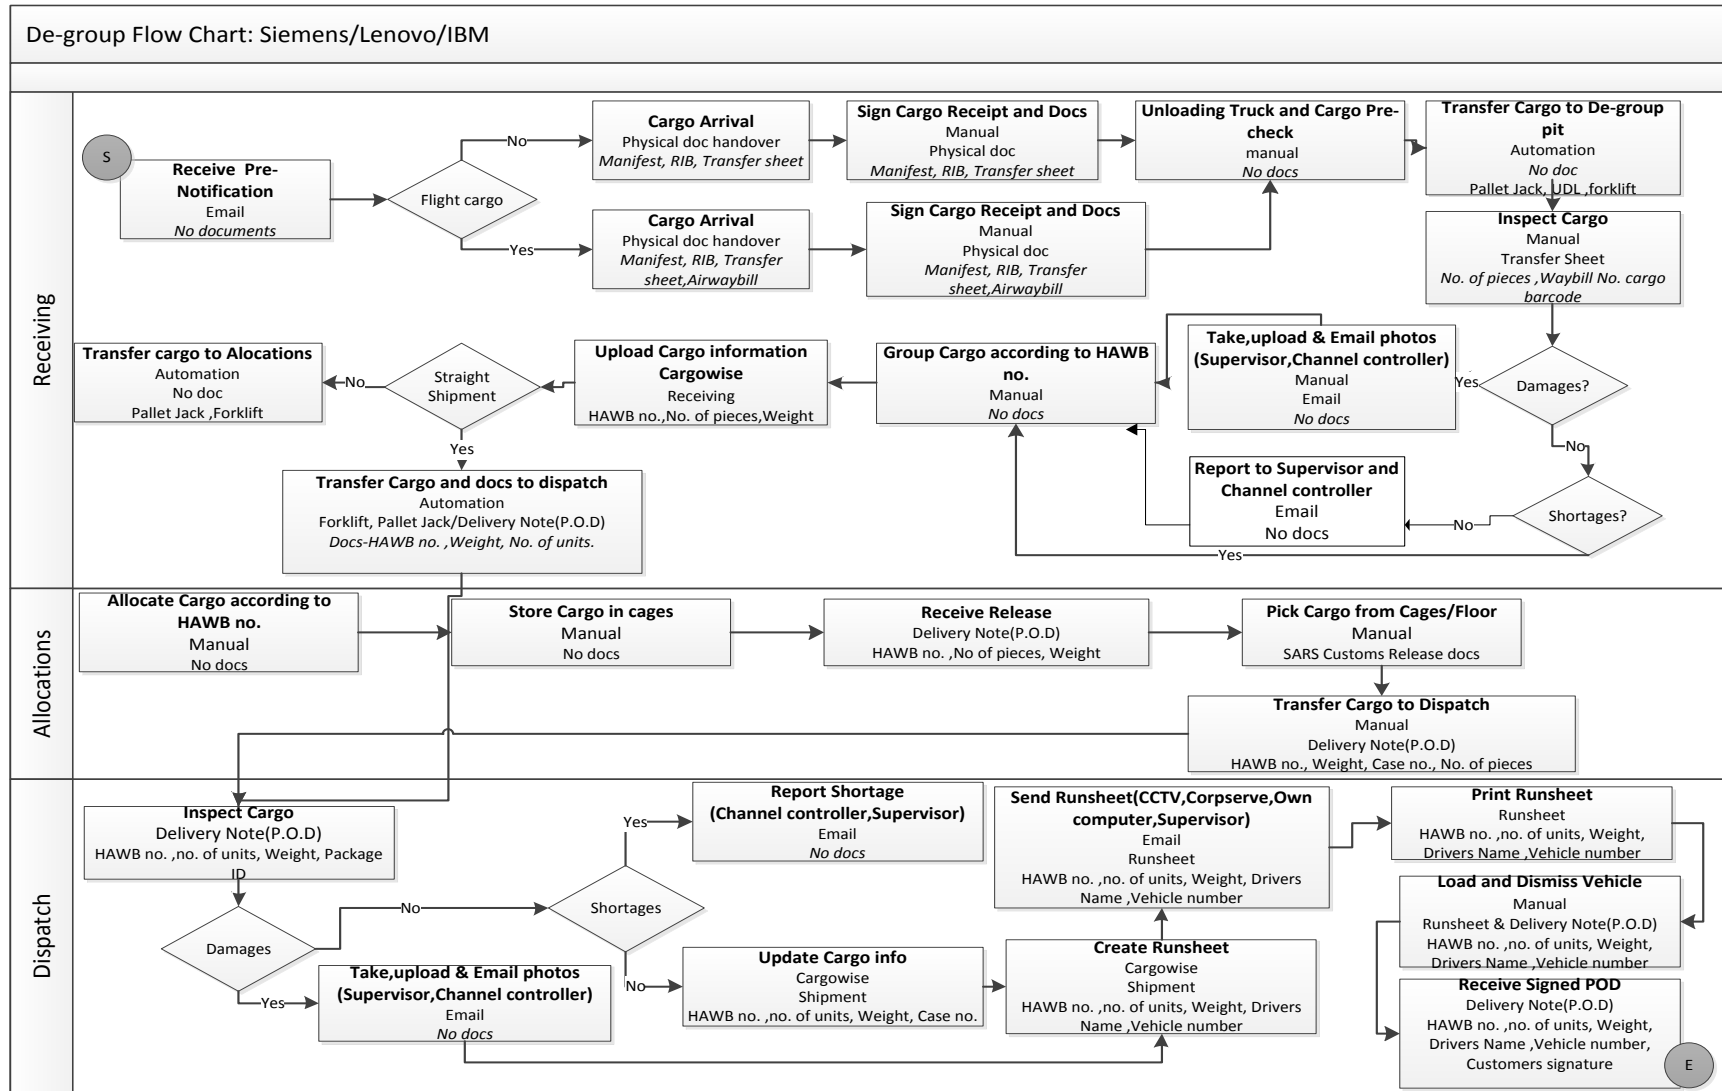 De-group Flow Chart: Siemens/Lenovo/IBM
Receiving
S
Receive  Pre-
Notification
Email
No documents
Flight cargo
No
Yes
Cargo Arrival
Physical doc handover
Manifest, RIB, Transfer sheet
Sign Cargo Receipt and Docs
Manual
Physical doc
Manifest, RIB, Transfer sheet
Unloading Truck and Cargo Pre-
check
manual
No docs
Transfer Cargo to De-group
pit
Automation
No doc
Pallet Jack, UDL ,forklift
Cargo Arrival
Physical doc handover
Manifest, RIB, Transfer
sheet,Airwaybill
Sign Cargo Receipt and Docs
Manual
Physical doc
Manifest, RIB, Transfer
sheet,Airwaybill
Inspect Cargo
Manual
Transfer Sheet
No. of pieces ,Waybill No. cargo
barcode
Transfer cargo to Alocations
Automation
No doc
Pallet Jack ,Forklift
No
Straight
Shipment
Yes
Upload Cargo information
Cargowise
Receiving
HAWB no.,No. of pieces,Weight
Group Cargo according to HAWB
no.
Manual
No docs
Take,upload & Email photos
(Supervisor,Channel controller)
Manual
Email
No docs
Yes
Damages?
No
Transfer Cargo and docs to dispatch
Automation
Forklift, Pallet Jack/Delivery Note(P.O.D)
Docs-HAWB no. ,Weight, No. of units.
Report to Supervisor and
Channel controller
Email
No docs
No
Shortages?
Yes
Allocations
Allocate Cargo according to
HAWB no.
Manual
No docs
Store Cargo in cages
Manual
No docs
Receive Release
Delivery Note(P.O.D)
HAWB no. ,No of pieces, Weight
Pick Cargo from Cages/Floor
Manual
SARS Customs Release docs
Transfer Cargo to Dispatch
Manual
Delivery Note(P.O.D)
HAWB no., Weight, Case no., No. of pieces
Dispatch
Inspect Cargo
Delivery Note(P.O.D)
HAWB no. ,no. of units, Weight, Package
ID
Damages
No
Yes
Take,upload & Email photos
(Supervisor,Channel controller)
Email
No docs
Shortages
Yes
No
Report Shortage
(Channel controller,Supervisor)
Email
No docs
Update Cargo info
Cargowise
Shipment
HAWB no. ,no. of units, Weight, Case no.
Send Runsheet(CCTV,Corpserve,Own
computer,Supervisor)
Email
Runsheet
HAWB no. ,no. of units, Weight, Drivers
Name ,Vehicle number
Create Runsheet
Cargowise
Shipment
HAWB no. ,no. of units, Weight, Drivers
Name ,Vehicle number
Print Runsheet
Runsheet
HAWB no. ,no. of units, Weight,
Drivers Name ,Vehicle number
Load and Dismiss Vehicle
Manual
Runsheet & Delivery Note(P.O.D)
HAWB no. ,no. of units, Weight,
Drivers Name ,Vehicle number
Receive Signed POD
Delivery Note(P.O.D)
HAWB no. ,no. of units, Weight,
Drivers Name ,Vehicle number,
Customers signature
E